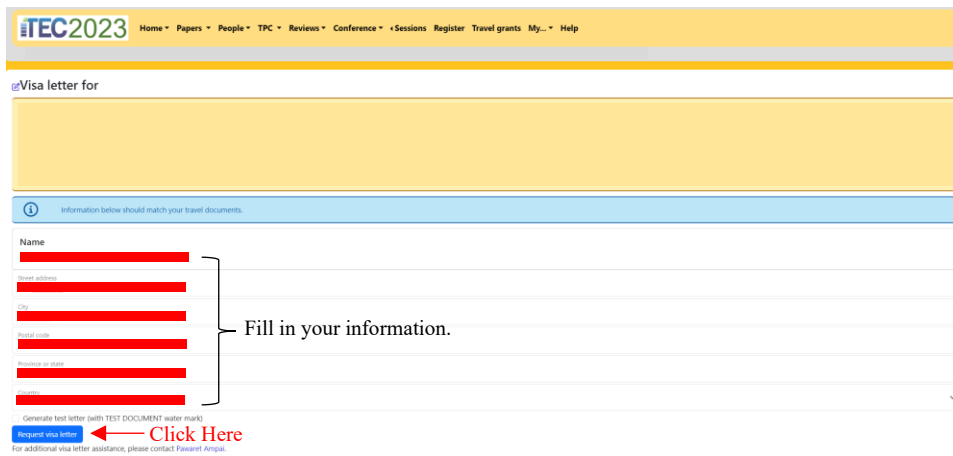 iTEC2023 Home Papers People TPC Reviews Conference Sessions Register Travel grants My... Help
Visa letter for
Information below should match your travel documents.
Name
Street address
City
Postal code
Fill in your information.
Province or state
Country
Generate test letter (with TEST DOCUMENT water mark)
Request visa letter Click Here
For additional visa letter assistance, please contact Pawaret Ampai.